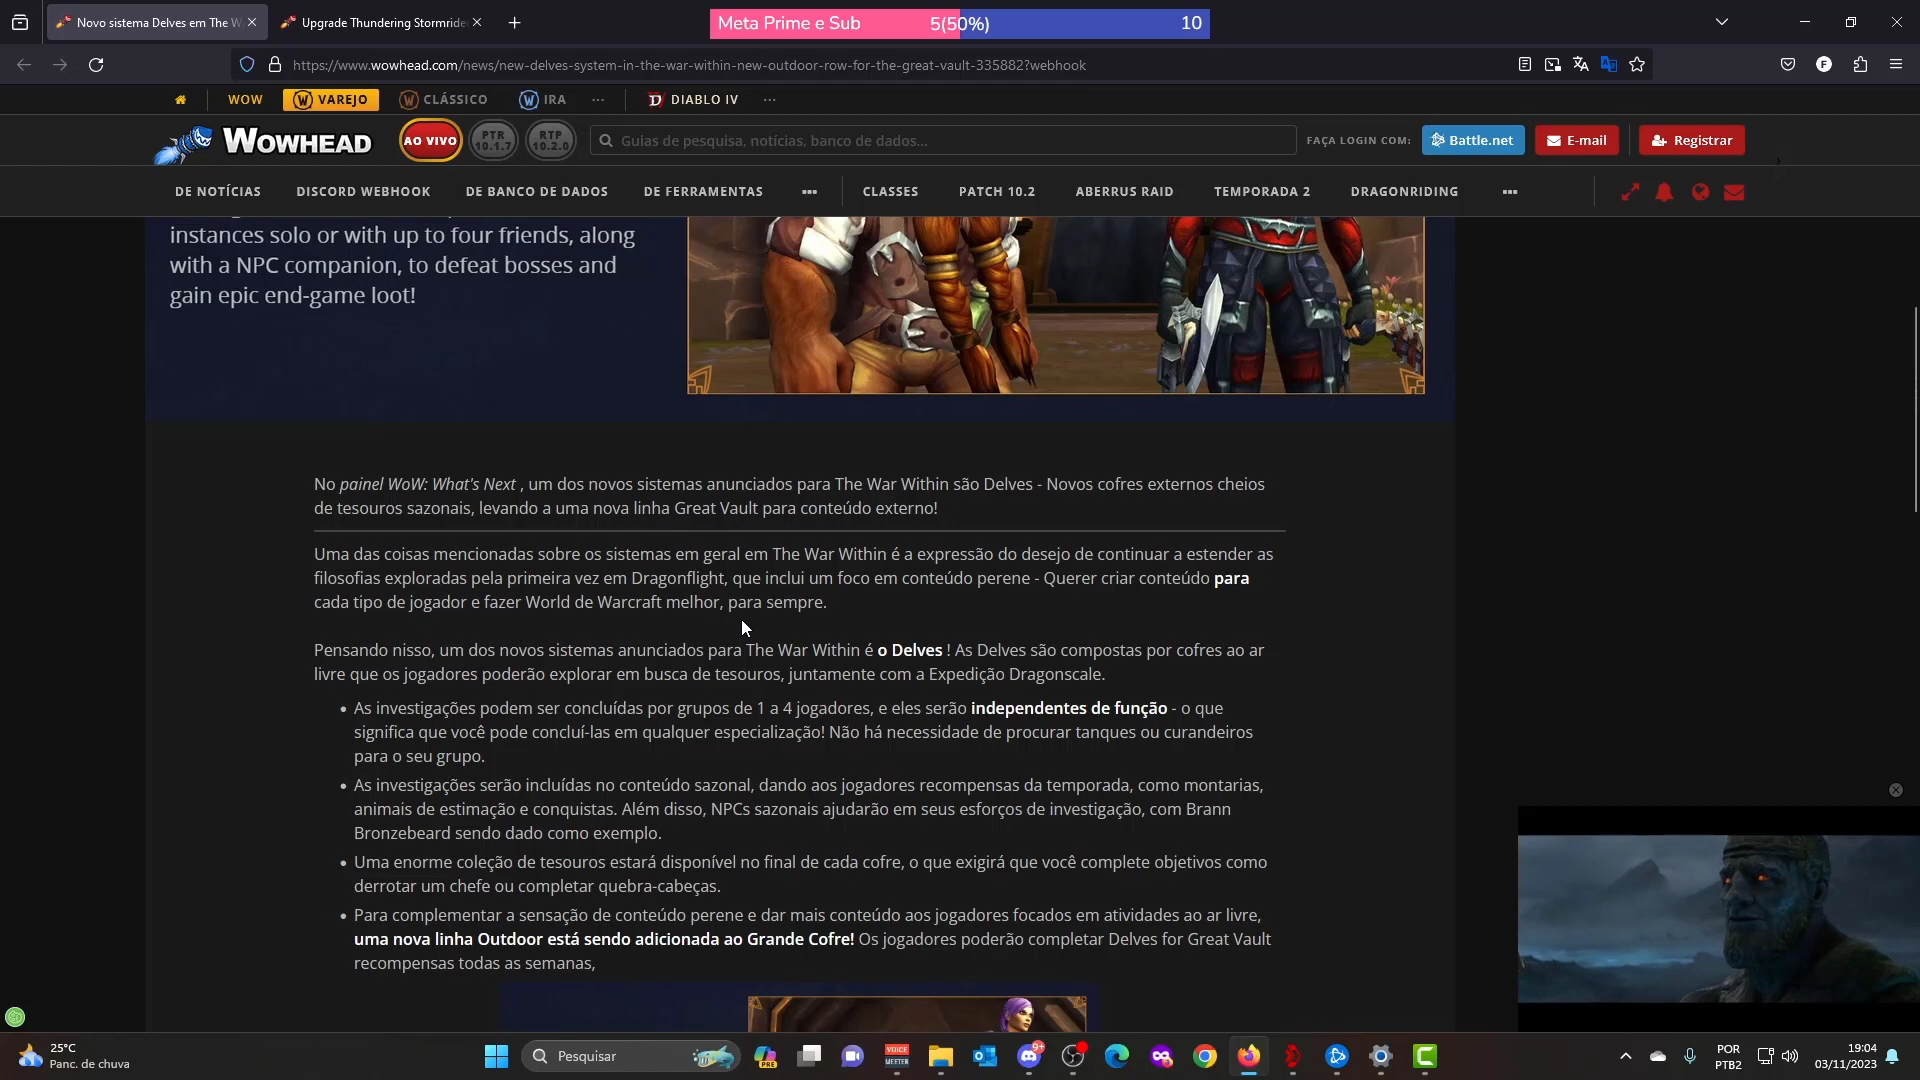 Novo sistema Delves em The W
Upgrade Thundering Stormride
Meta Prime e Sub 5(50%) 10
https://www.wowhead.com/news/new-delves-system-in-the-war-within-new-outdoor-row-for-the-great-vault-335882?webhook
WOW VAREJO CLÁSSICO IRA ... DIABLO IV ...
WOWHEAD
AO VIVO
PTR 10.1.7
RTP 10.2.0
Guias de pesquisa, notícias, banco de dados...
FAÇA LOGIN COM: Battle.net E-mail Registrar
DE NOTÍCIAS DISCORD WEBHOOK DE BANCO DE DADOS DE FERRAMENTAS ... CLASSES PATCH 10.2 ABERRUS RAID TEMPORADA 2 DRAGONRIDING ...
instances solo or with up to four friends, along
with a NPC companion, to defeat bosses and
gain epic end-game loot!
No painel WoW: What's Next , um dos novos sistemas anunciados para The War Within são Delves - Novos cofres externos cheios
de tesouros sazonais, levando a uma nova linha Great Vault para conteúdo externo!
Uma das coisas mencionadas sobre os sistemas em geral em The War Within é a expressão do desejo de continuar a estender as
filosofias exploradas pela primeira vez em Dragonflight, que inclui um foco em conteúdo perene - Querer criar conteúdo para
cada tipo de jogador e fazer World de Warcraft melhor, para sempre.
Pensando nisso, um dos novos sistemas anunciados para The War Within é o Delves ! As Delves são compostas por cofres ao ar
livre que os jogadores poderão explorar em busca de tesouros, juntamente com a Expedição Dragonscale.
• As investigações podem ser concluídas por grupos de 1 a 4 jogadores, e eles serão independentes de função - o que
significa que você pode concluí-las em qualquer especialização! Não há necessidade de procurar tanques ou curandeiros
para o seu grupo.
• As investigações serão incluídas no conteúdo sazonal, dando aos jogadores recompensas da temporada, como montarias,
animais de estimação e conquistas. Além disso, NPCs sazonais ajudarão em seus esforços de investigação, com Brann
Bronzebeard sendo dado como exemplo.
• Uma enorme coleção de tesouros estará disponível no final de cada cofre, o que exigirá que você complete objetivos como
derrotar um chefe ou completar quebra-cabeças.
• Para complementar a sensação de conteúdo perene e dar mais conteúdo aos jogadores focados em atividades ao ar livre,
uma nova linha Outdoor está sendo adicionada ao Grande Cofre! Os jogadores poderão completar Delves for Great Vault
recompensas todas as semanas,
25°C
Panc. de chuva
Pesquisar
PRE
VOICE MEETER
9+
POR
PTB2
19:04
03/11/2023